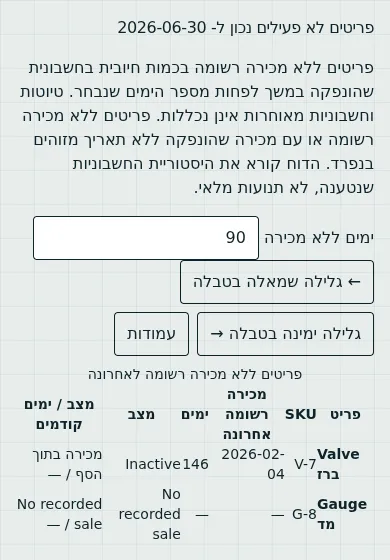 פריטים לא פעילים נכון ל- 2026-06-30
פריטים ללא מכירה רשומה בכמות חיובית בחשבונית
שהונפקה במשך לפחות מספר הימים שנבחר. טיוטות
וחשבוניות מאוחרות אינן נכללות. פריטים ללא מכירה
רשומה או עם מכירה שהונפקה ללא תאריך מזוהים
בנפרד. הדוח קורא את היסטוריית החשבוניות
שנטענה, לא תנועות מלאי.
ימים ללא מכירה 90
← גלילה שמאלה בטבלה
גלילה ימינה בטבלה →
עמודות
פריטים ללא מכירה רשומה לאחרונה
פריט SKU מכירה רשומה אחרונה ימים מצב מצב / ימים קודמים
Valve ברז V-7 2026-02-04 146 Inactive מכירה בתוך הסף / —
Gauge מד G-8 — — No recorded sale No recorded sale / —